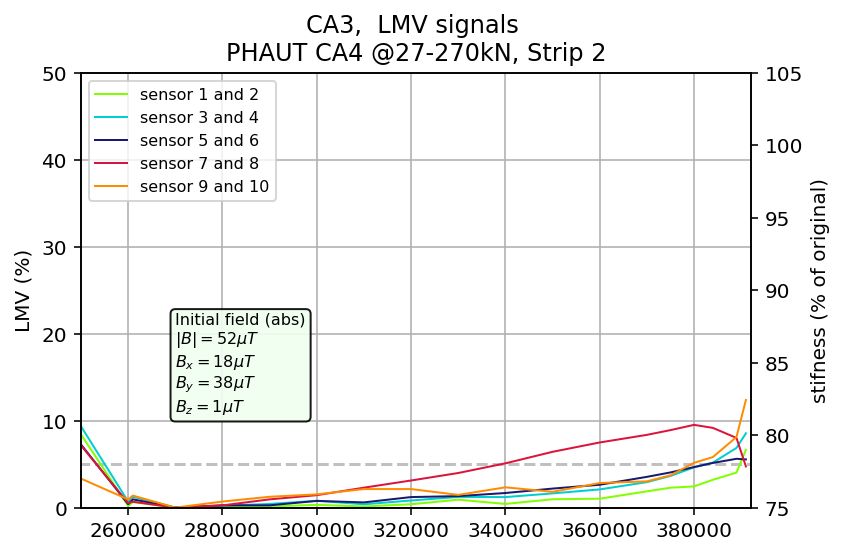 CA3,  LMV signals
PHAUT CA4 @27-270kN, Strip 2
50
40
30
20
10
0
LMV (%)
sensor 1 and 2
sensor 3 and 4
sensor 5 and 6
sensor 7 and 8
sensor 9 and 10
Initial field (abs)
|B| = 52μT
Bₓ = 18μT
B_y = 38μT
B_z = 1μT
105
100
95
90
85
80
75
stifness (% of original)
260000 280000 300000 320000 340000 360000 380000